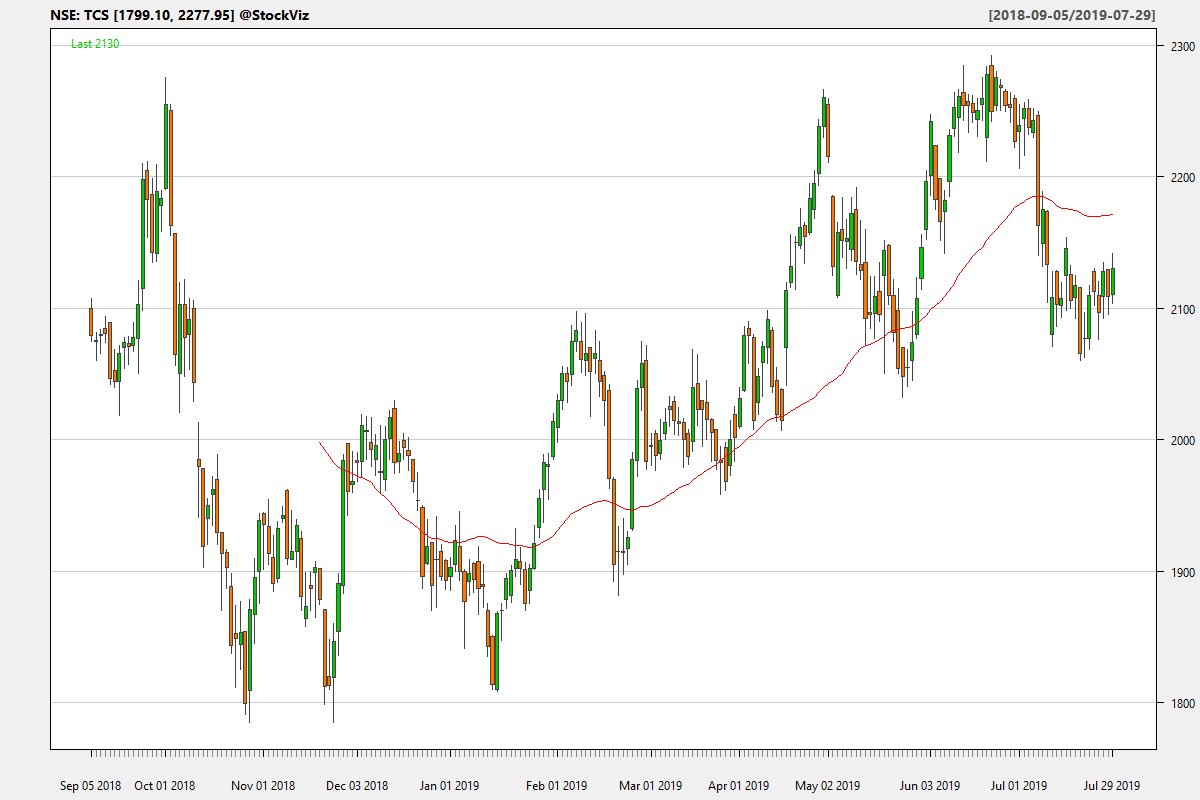 NSE: TCS [1799.10, 2277.95] @StockViz
[2018-09-05/2019-07-29]
Last 2130
2300
2200
2100
2000
1900
1800
Sep 05 2018
Oct 01 2018
Nov 01 2018
Dec 03 2018
Jan 01 2019
Feb 01 2019
Mar 01 2019
Apr 01 2019
May 02 2019
Jun 03 2019
Jul 01 2019
Jul 29 2019